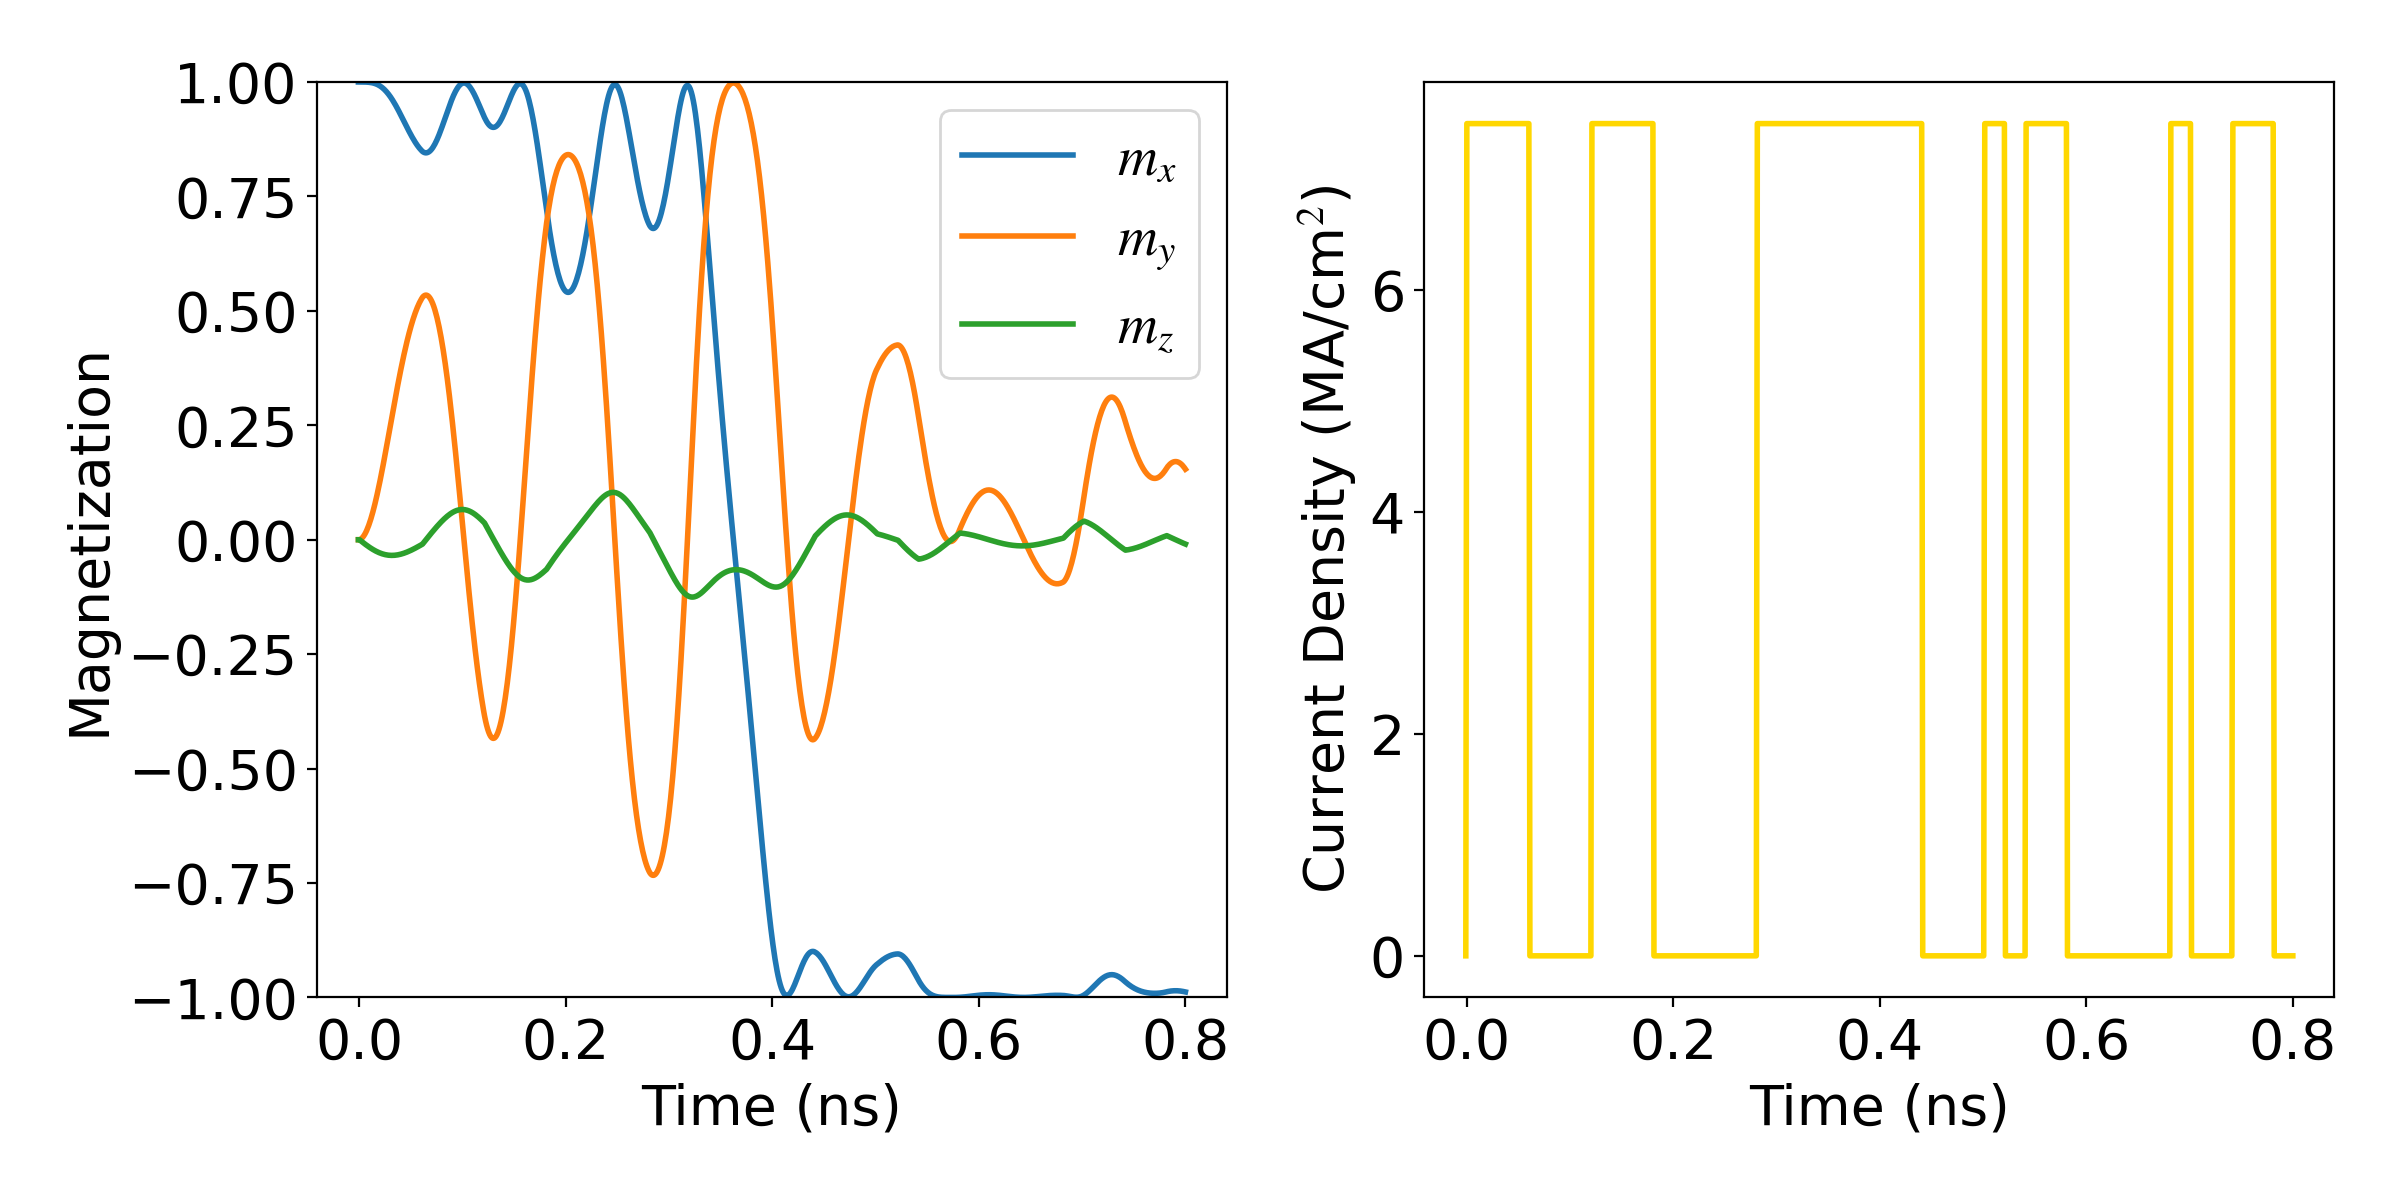 1.00
0.75
0.50
0.25
0.00
−0.25
−0.50
−0.75
−1.00
Magnetization
0.0 0.2 0.4 0.6 0.8
Time (ns)
m_x
m_y
m_z
6
4
2
0
Current Density (MA/cm²)
0.0 0.2 0.4 0.6 0.8
Time (ns)